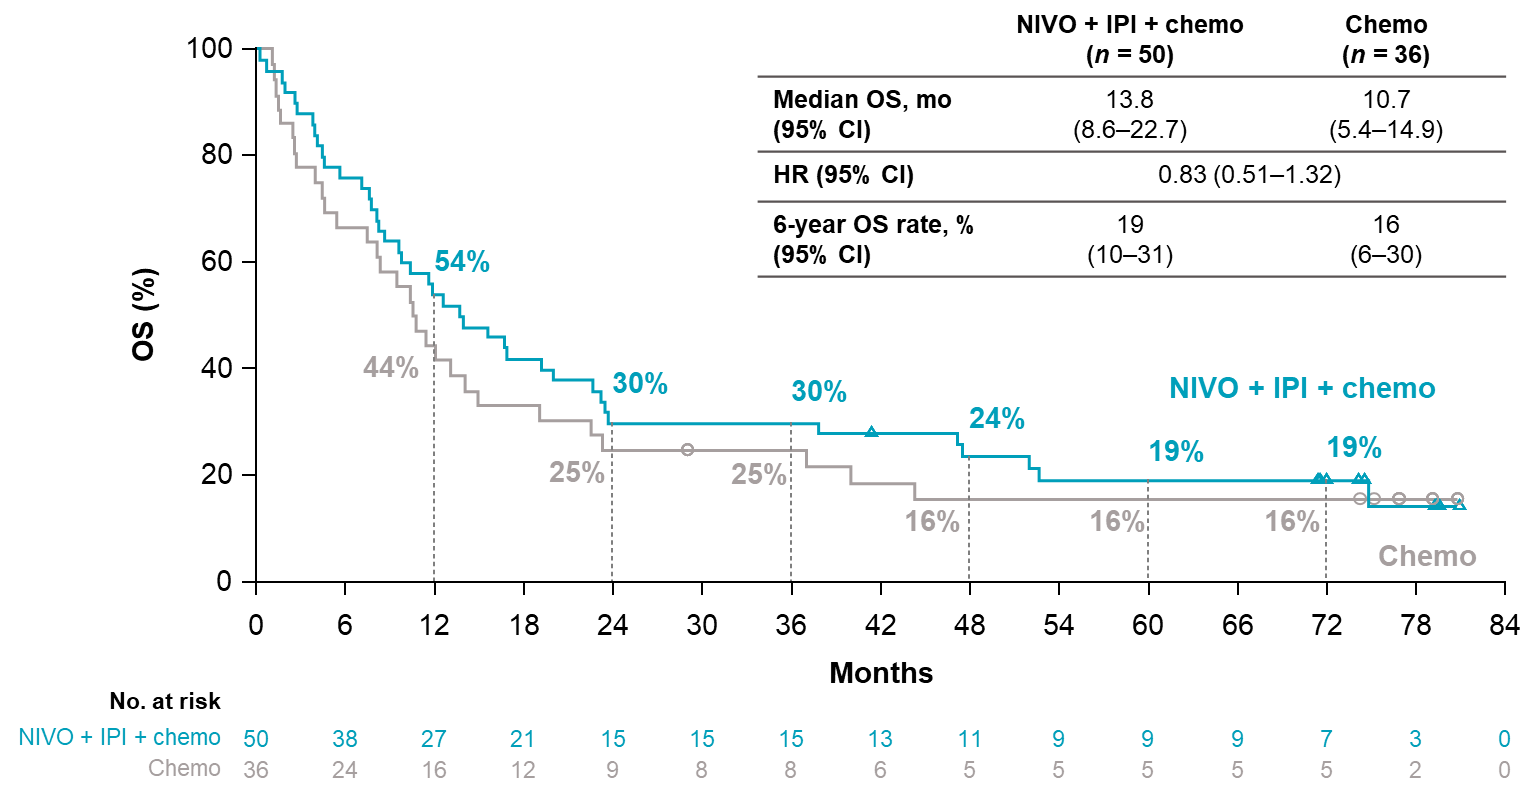 NIVO + IPI + chemo Chemo
(n = 50) (n = 36)
Median OS, mo 13.8 10.7
(95% CI) (8.6–22.7) (5.4–14.9)
HR (95% CI) 0.83 (0.51–1.32)
6-year OS rate, % 19 16
(95% CI) (10–31) (6–30)
OS (%)
100
80
60
40
20
0
54%
44%
30%
25%
30%
25%
24%
16%
19%
16%
19%
16%
NIVO + IPI + chemo
Chemo
0 6 12 18 24 30 36 42 48 54 60 66 72 78 84
Months
No. at risk
NIVO + IPI + chemo 50 38 27 21 15 15 15 13 11 9 9 9 7 3 0
Chemo 36 24 16 12 9 8 8 6 5 5 5 5 5 2 0